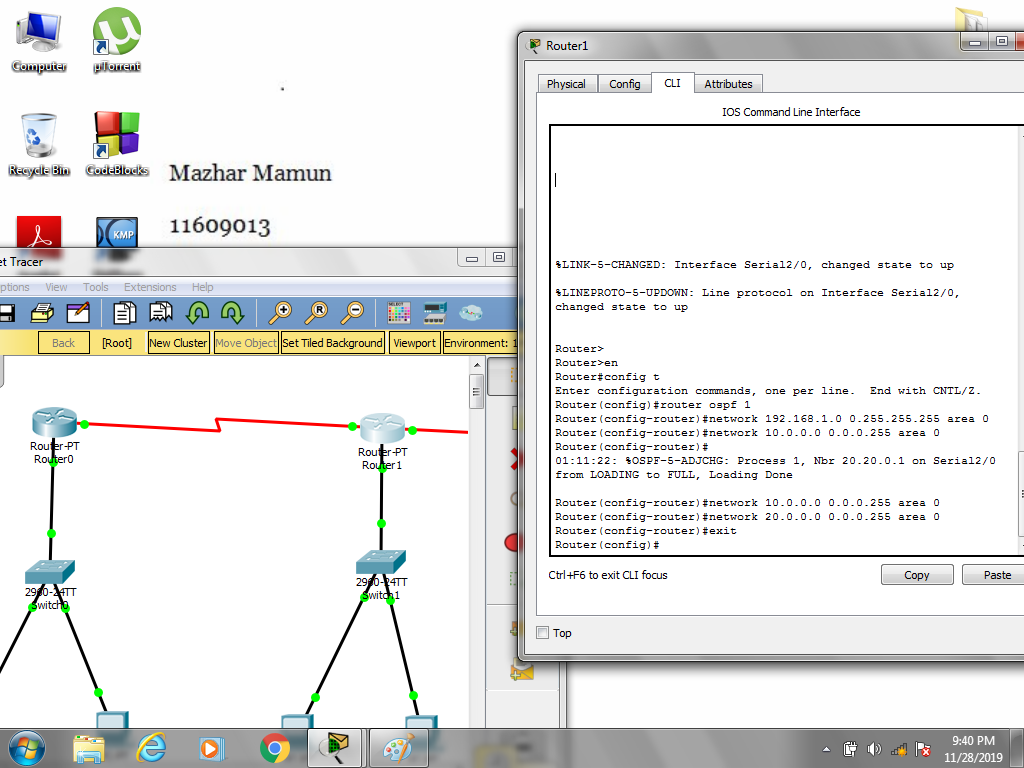 Computer
µTorrent
Recycle Bin
CodeBlocks
KMP
Mazhar Mamun
11609013
et Tracer
ptions View Tools Extensions Help
Back [Root] New Cluster Move Object Set Tiled Background Viewport Environment: 1
Router-PT
Router0
Router-PT
Router1
2960-24TT
Switch0
2960-24TT
Switch1
Router1
Physical Config CLI Attributes
IOS Command Line Interface
%LINK-5-CHANGED: Interface Serial2/0, changed state to up
%LINEPROTO-5-UPDOWN: Line protocol on Interface Serial2/0,
changed state to up
Router>
Router>en
Router#config t
Enter configuration commands, one per line.  End with CNTL/Z.
Router(config)#router ospf 1
Router(config-router)#network 192.168.1.0 0.255.255.255 area 0
Router(config-router)#network 10.0.0.0 0.0.0.255 area 0
Router(config-router)#
01:11:22: %OSPF-5-ADJCHG: Process 1, Nbr 20.20.0.1 on Serial2/0
from LOADING to FULL, Loading Done
Router(config-router)#network 10.0.0.0 0.0.0.255 area 0
Router(config-router)#network 20.0.0.0 0.0.0.255 area 0
Router(config-router)#exit
Router(config)#
Ctrl+F6 to exit CLI focus
Copy Paste
Top
9:40 PM
11/28/2019